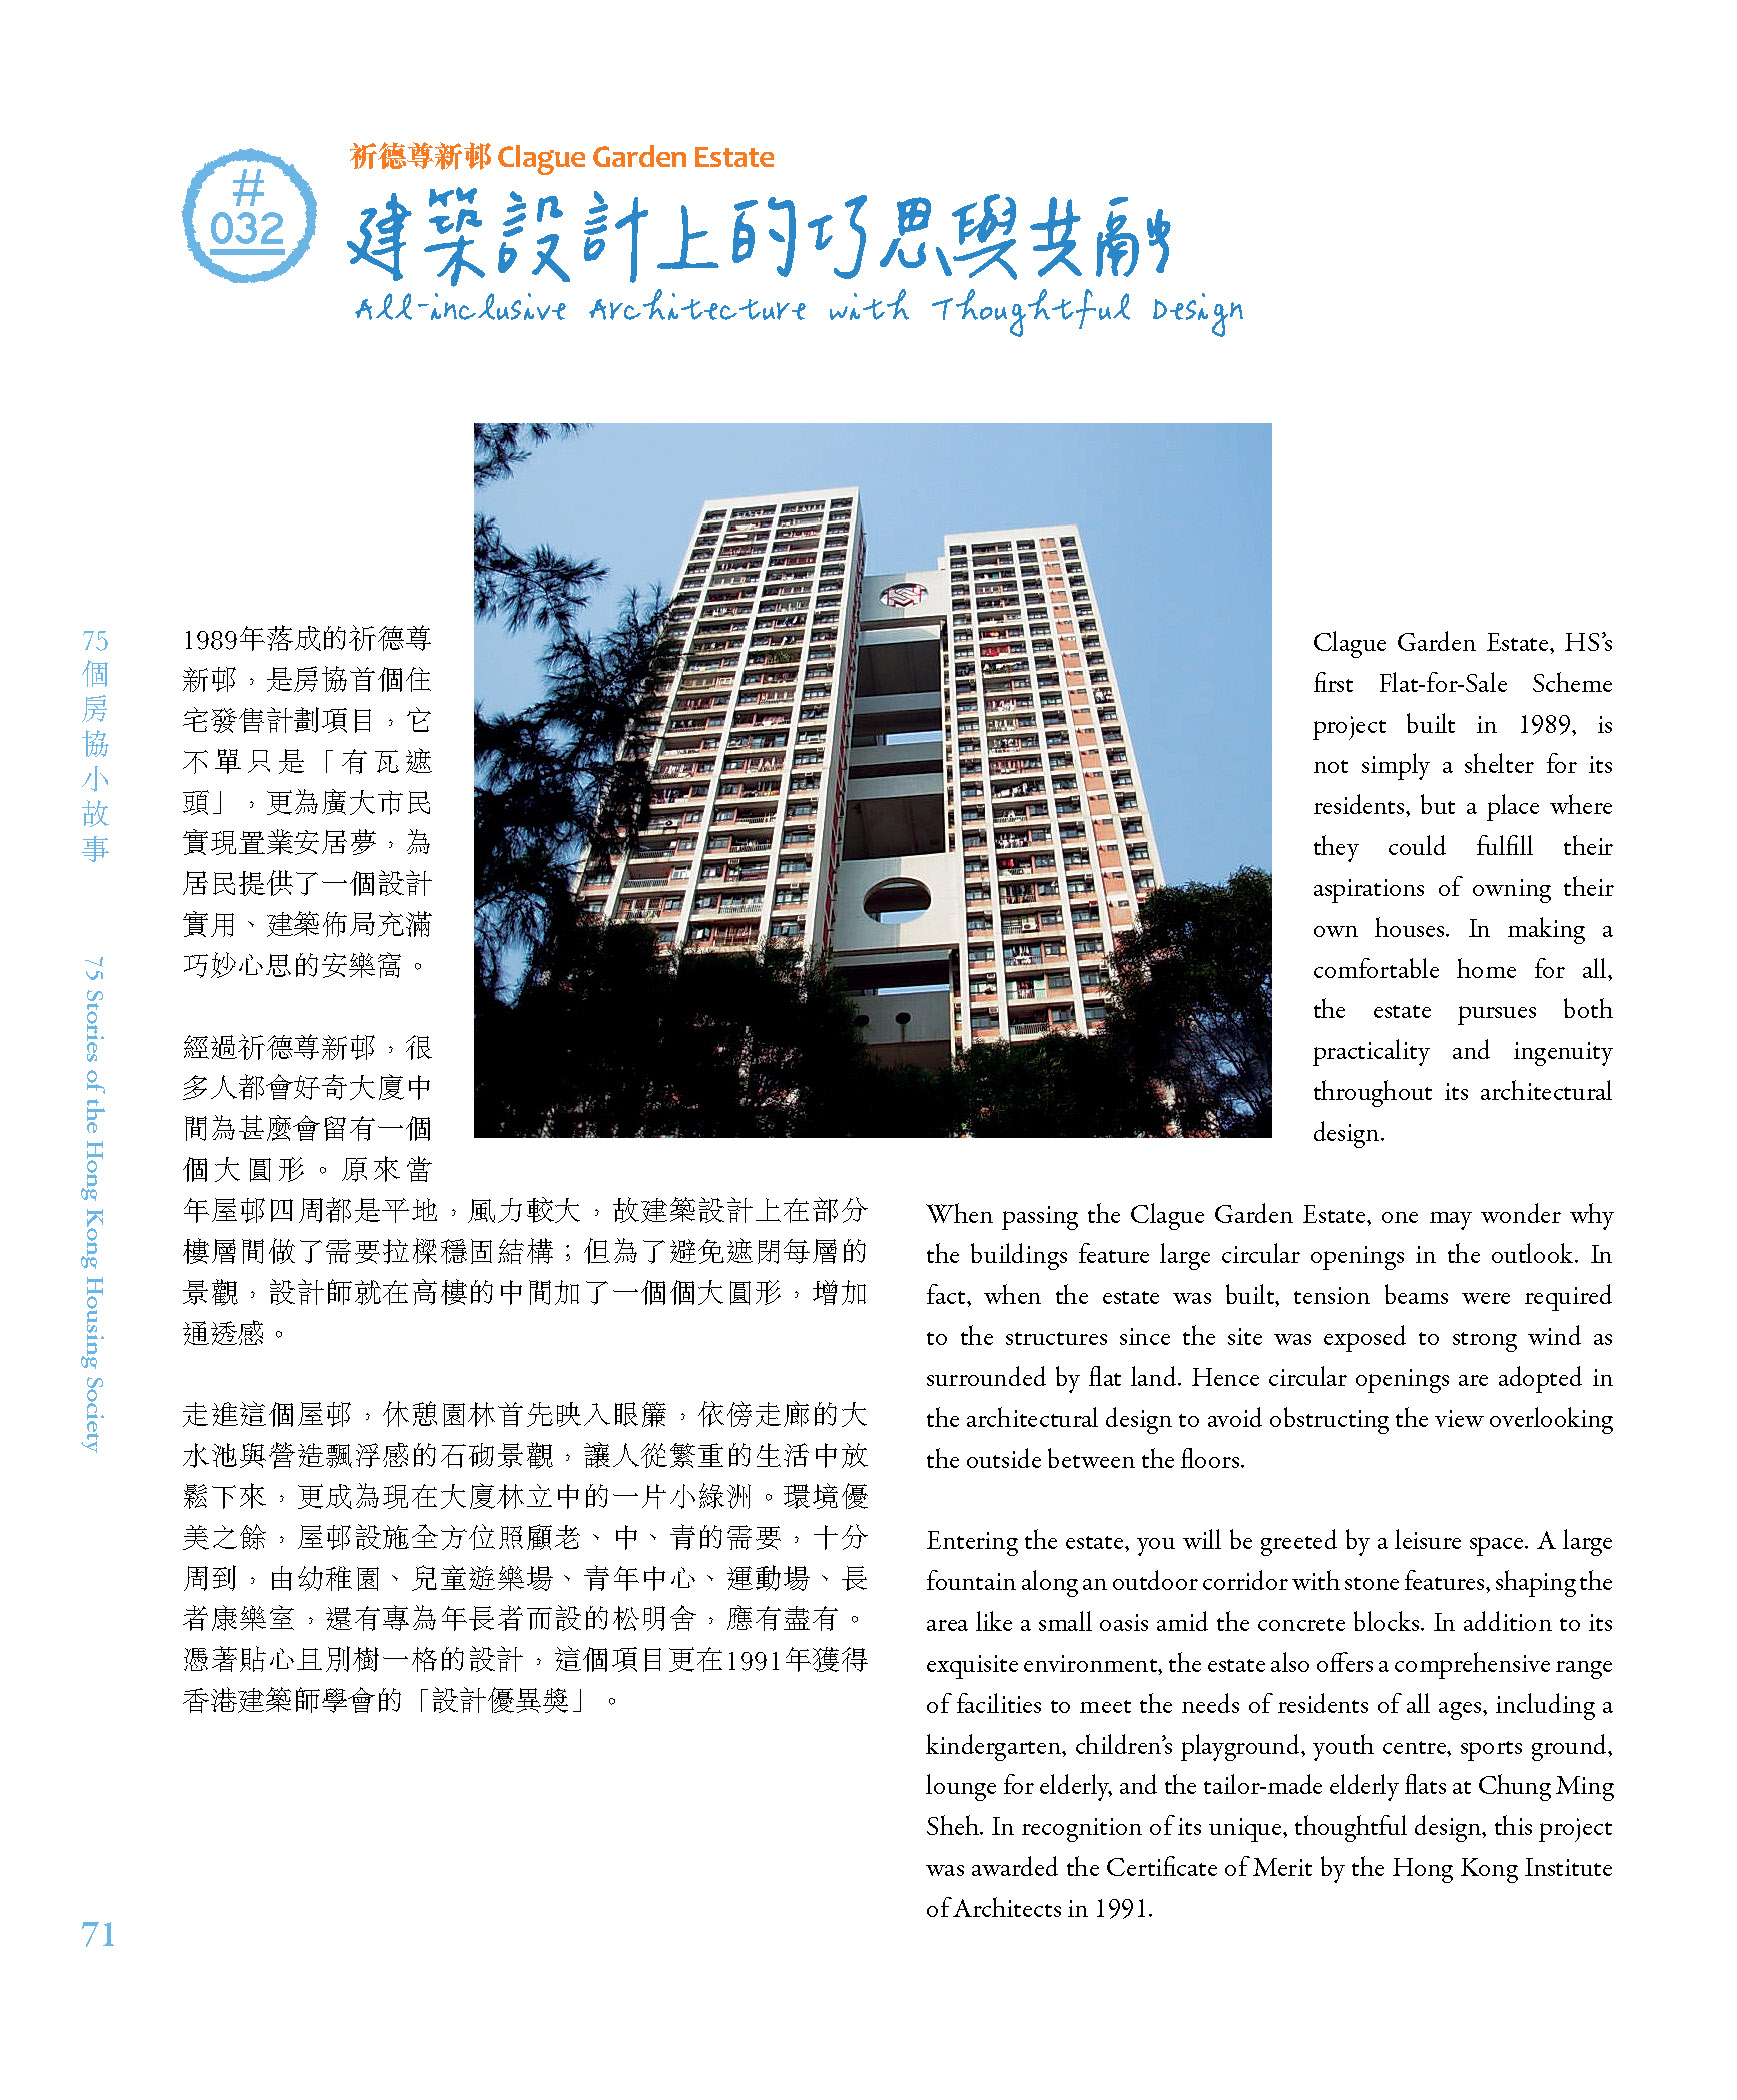 #
032
祈德尊新邨 Clague Garden Estate
建築設計上的巧思與共融
All-inclusive Architecture with Thoughtful Design
75個房協小故事
75 Stories of the Hong Kong Housing Society
1989年落成的祈德尊
新邨，是房協首個住
宅發售計劃項目，它
不單只是「有瓦遮
頭」，更為廣大市民
實現置業安居夢，為
居民提供了一個設計
實用、建築佈局充滿
巧妙心思的安樂窩。
經過祈德尊新邨，很
多人都會好奇大廈中
間為甚麼會留有一個
個大圓形。原來當
年屋邨四周都是平地，風力較大，故建築設計上在部分
樓層間做了需要拉樑穩固結構；但為了避免遮閉每層的
景觀，設計師就在高樓的中間加了一個個大圓形，增加
通透感。
走進這個屋邨，休憩園林首先映入眼簾，依傍走廊的大
水池與營造飄浮感的石砌景觀，讓人從繁重的生活中放
鬆下來，更成為現在大廈林立中的一片小綠洲。環境優
美之餘，屋邨設施全方位照顧老、中、青的需要，十分
周到，由幼稚園、兒童遊樂場、青年中心、運動場、長
者康樂室，還有專為年長者而設的松明舍，應有盡有。
憑著貼心且別樹一格的設計，這個項目更在1991年獲得
香港建築師學會的「設計優異獎」。
Clague Garden Estate, HS’s
first Flat-for-Sale Scheme
project built in 1989, is
not simply a shelter for its
residents, but a place where
they could fulfill their
aspirations of owning their
own houses. In making a
comfortable home for all,
the estate pursues both
practicality and ingenuity
throughout its architectural
design.
When passing the Clague Garden Estate, one may wonder why
the buildings feature large circular openings in the outlook. In
fact, when the estate was built, tension beams were required
to the structures since the site was exposed to strong wind as
surrounded by flat land. Hence circular openings are adopted in
the architectural design to avoid obstructing the view overlooking
the outside between the floors.
Entering the estate, you will be greeted by a leisure space. A large
fountain along an outdoor corridor with stone features, shaping the
area like a small oasis amid the concrete blocks. In addition to its
exquisite environment, the estate also offers a comprehensive range
of facilities to meet the needs of residents of all ages, including a
kindergarten, children’s playground, youth centre, sports ground,
lounge for elderly, and the tailor-made elderly flats at Chung Ming
Sheh. In recognition of its unique, thoughtful design, this project
was awarded the Certificate of Merit by the Hong Kong Institute
of Architects in 1991.
71